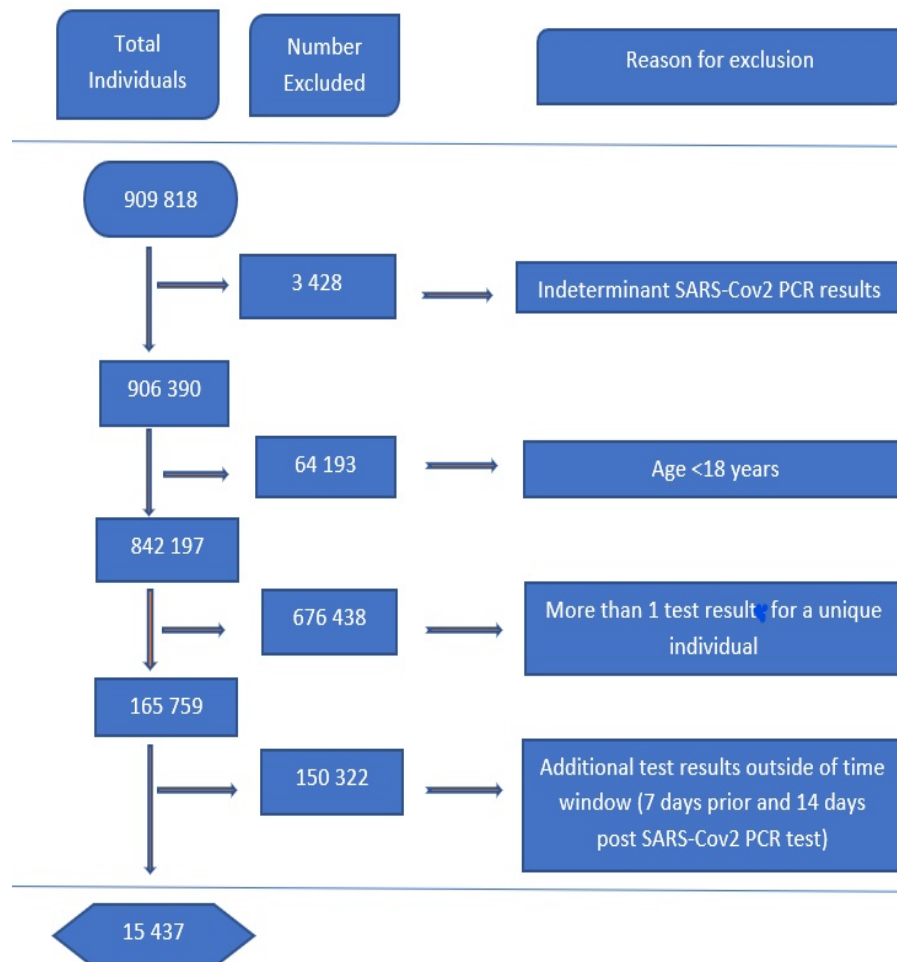 Total
Individuals
Number
Excluded
Reason for exclusion
909 818
3 428
Indeterminant SARS-Cov2 PCR results
906 390
64 193
Age <18 years
842 197
676 438
More than 1 test result for a unique
individual
165 759
150 322
Additional test results outside of time
window (7 days prior and 14 days
post SARS-Cov2 PCR test)
15 437